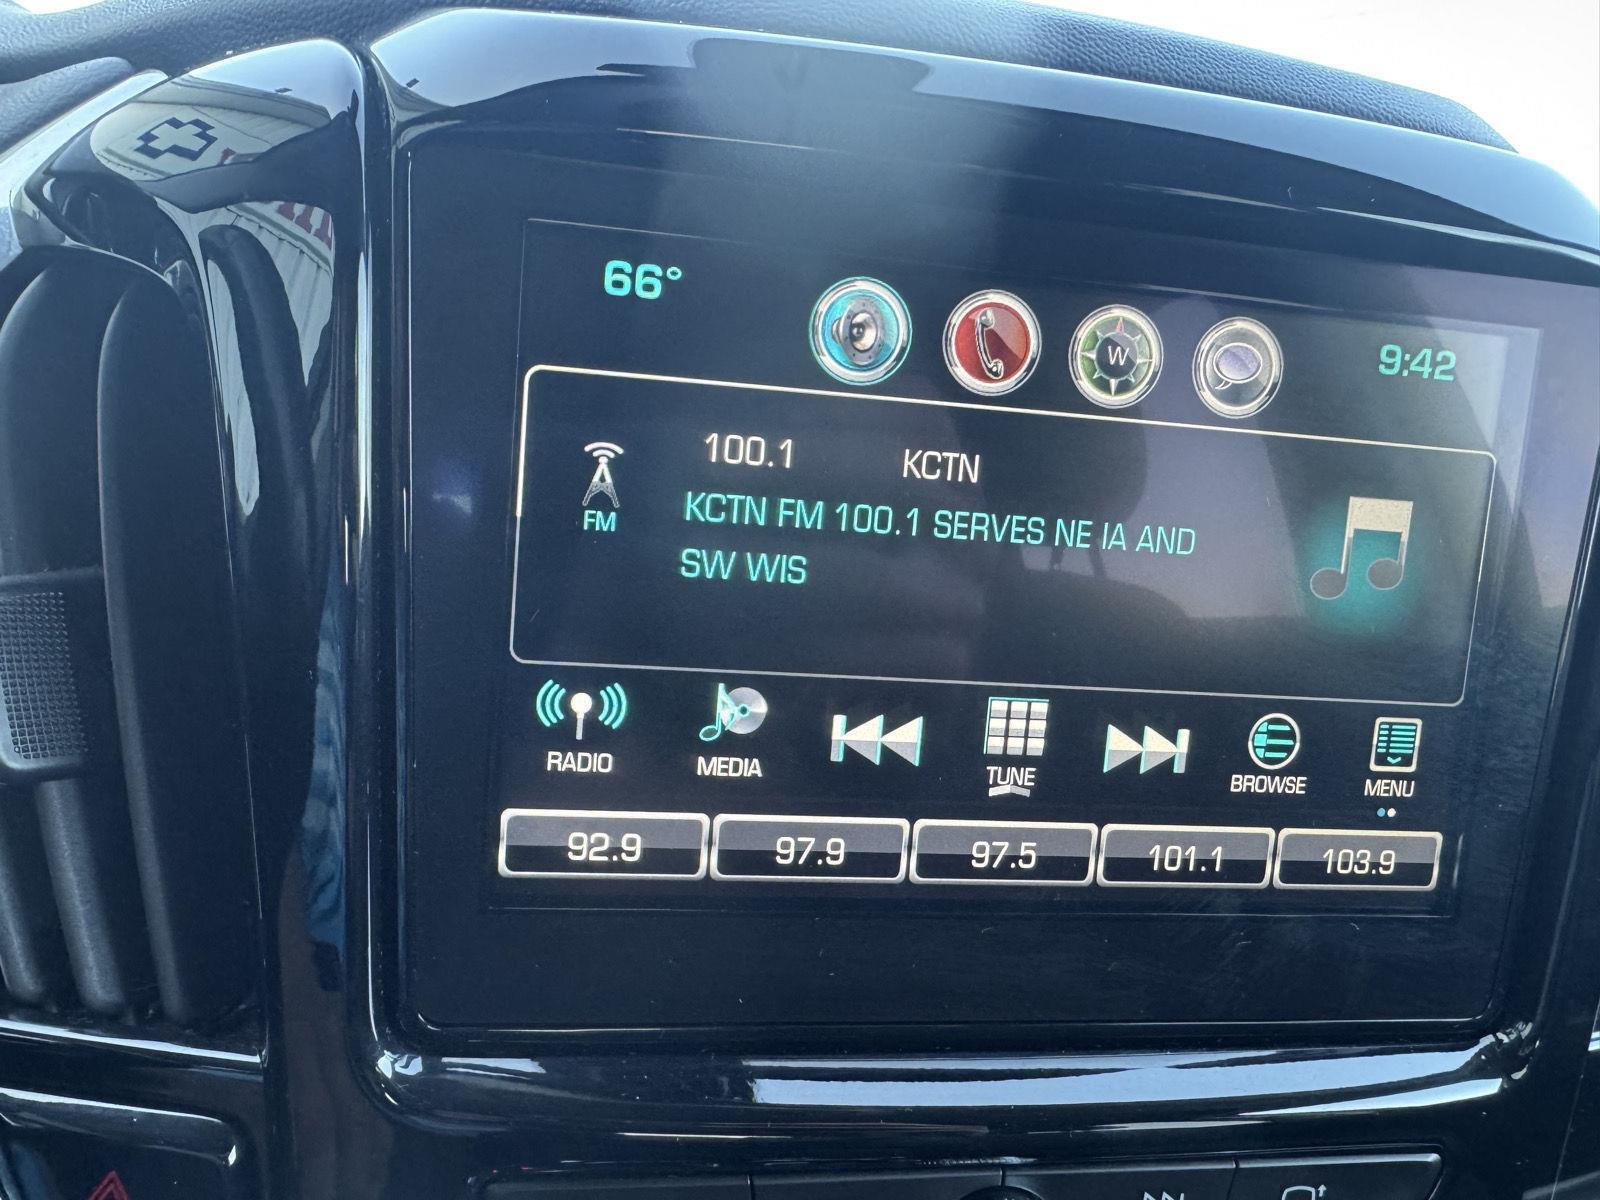 66°
W
9:42
100.1 KCTN
FM
KCTN FM 100.1 SERVES NE IA AND
SW WIS
RADIO
MEDIA
TUNE
BROWSE
MENU
92.9
97.9
97.5
101.1
103.9